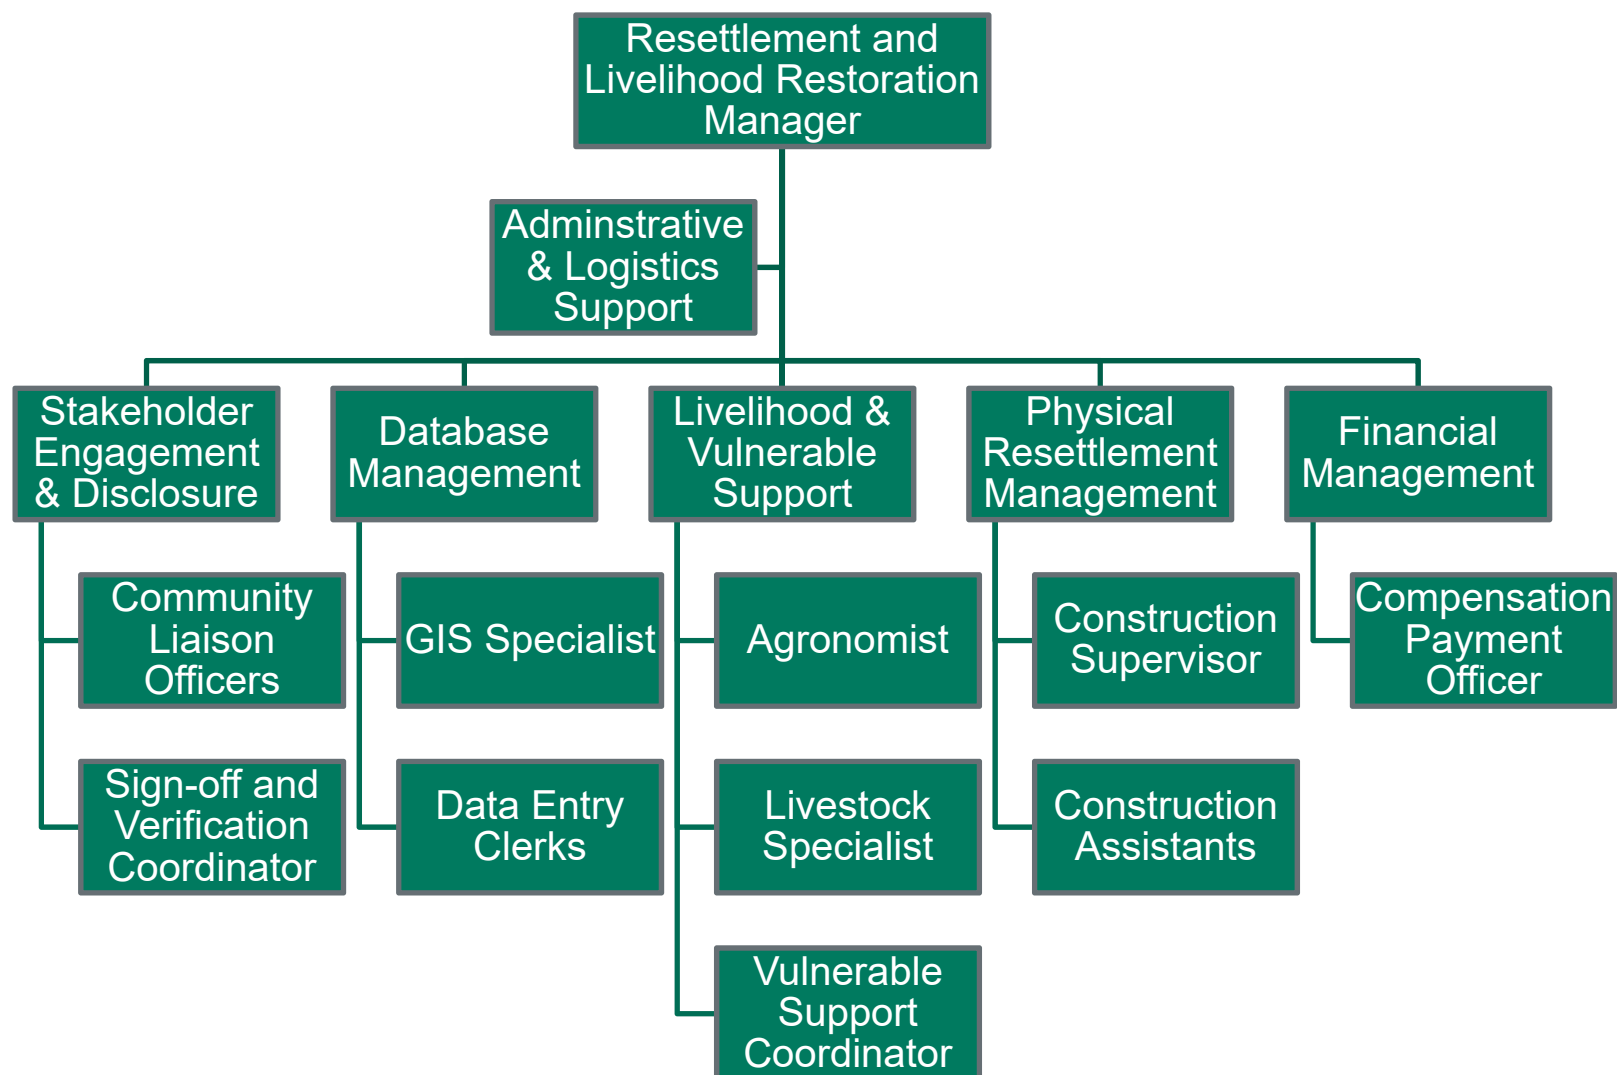 Resettlement and
Livelihood Restoration
Manager
Adminstrative
& Logistics
Support
Stakeholder
Engagement
& Disclosure
Database
Management
Livelihood &
Vulnerable
Support
Physical
Resettlement
Management
Financial
Management
Community
Liaison
Officers
GIS Specialist
Agronomist
Construction
Supervisor
Compensation
Payment
Officer
Sign-off and
Verification
Coordinator
Data Entry
Clerks
Livestock
Specialist
Construction
Assistants
Vulnerable
Support
Coordinator